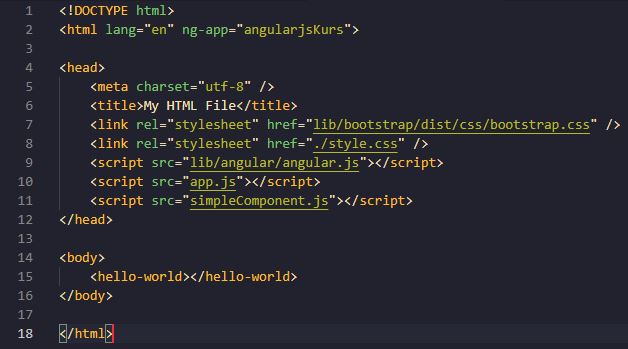 1 <!DOCTYPE html>
2 <html lang="en" ng-app="angularjsKurs">
3
4 <head>
5     <meta charset="utf-8" />
6     <title>My HTML File</title>
7     <link rel="stylesheet" href="lib/bootstrap/dist/css/bootstrap.css" />
8     <link rel="stylesheet" href="./style.css" />
9     <script src="lib/angular/angular.js"></script>
10     <script src="app.js"></script>
11     <script src="simpleComponent.js"></script>
12 </head>
13
14 <body>
15     <hello-world></hello-world>
16 </body>
17
18 </html>